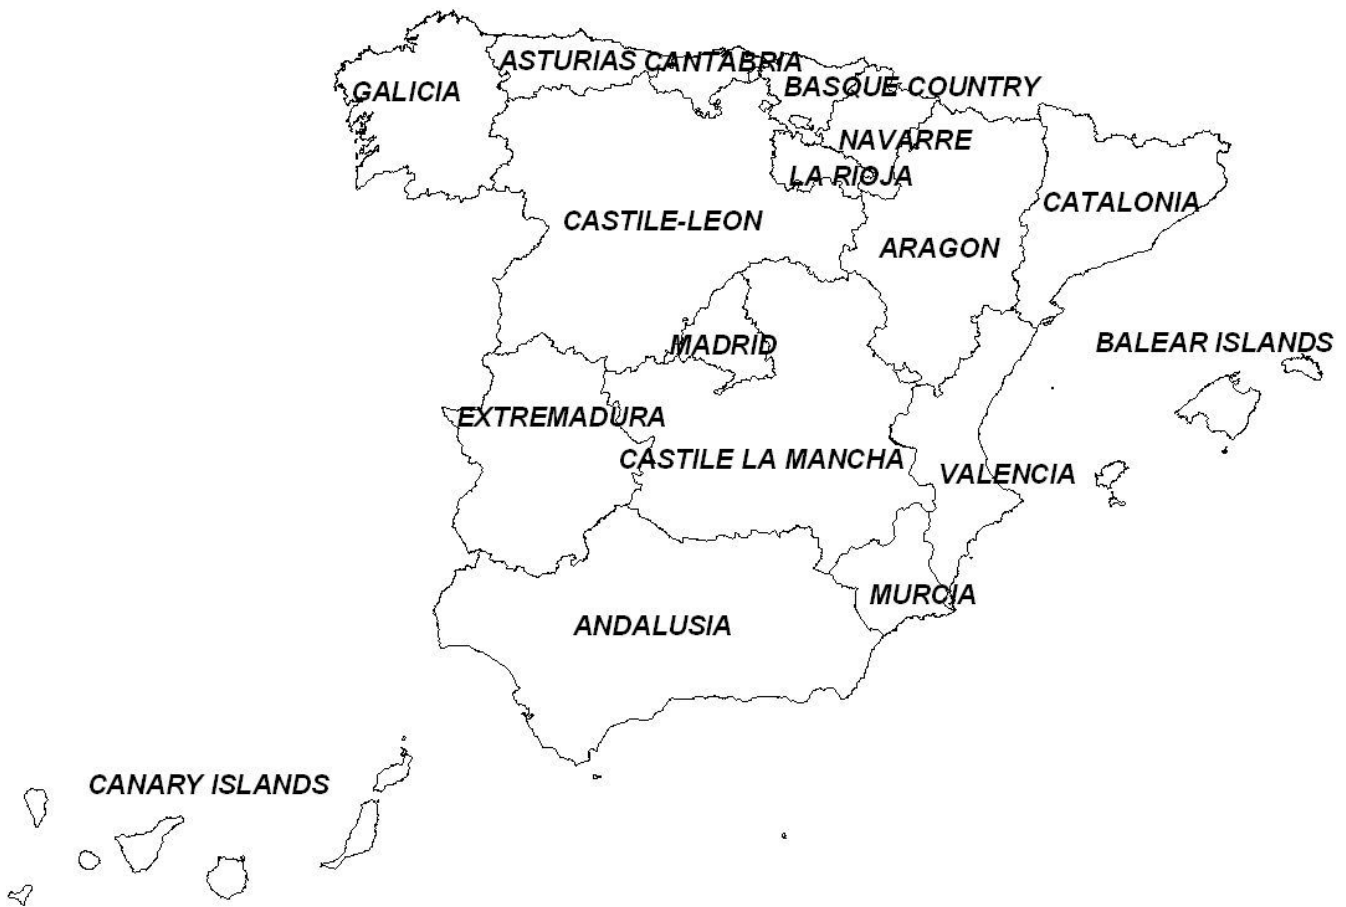 ASTURIAS
CANTABRIA
GALICIA
BASQUE COUNTRY
NAVARRE
LA RIOJA
CATALONIA
CASTILE-LEON
ARAGON
MADRID
BALEAR ISLANDS
EXTREMADURA
CASTILE LA MANCHA
VALENCIA
MURCIA
ANDALUSIA
CANARY ISLANDS